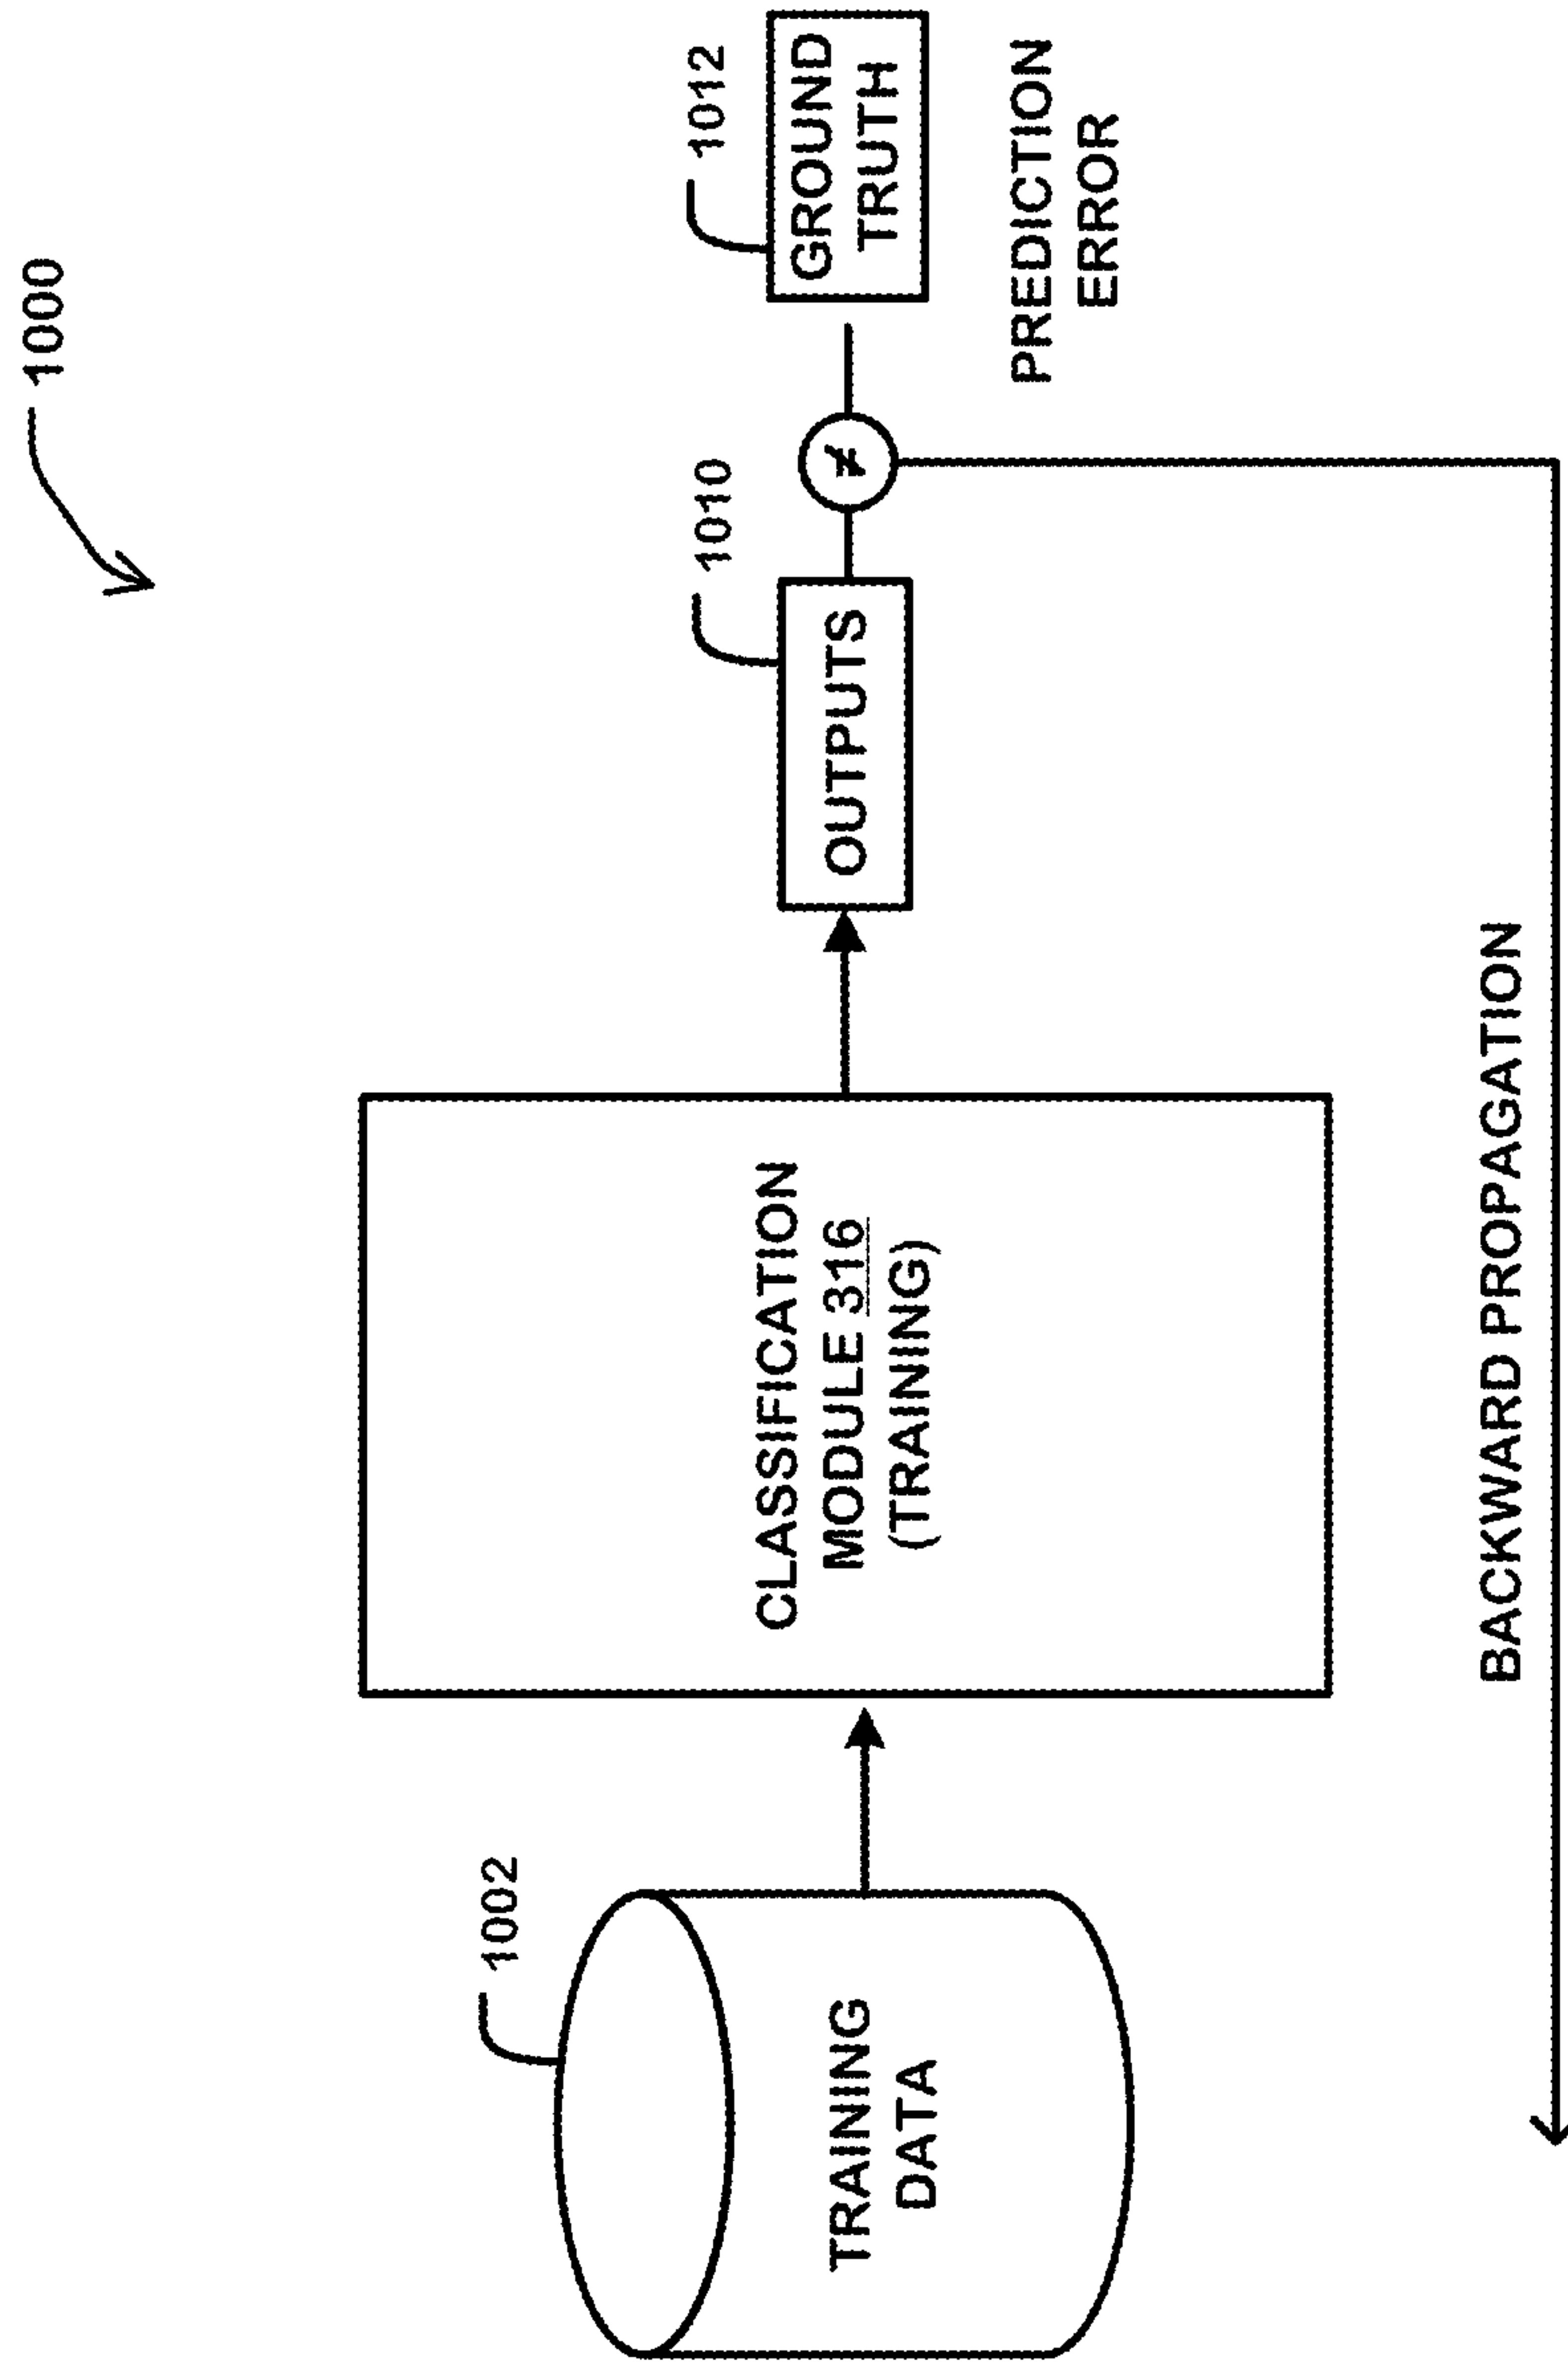 1000
1002
TRAINING
DATA
CLASSIFICATION
MODULE 316
(TRAINING)
1010
OUTPUTS
≠
1012
GROUND
TRUTH
PREDICTION
ERROR
BACKWARD PROPAGATION